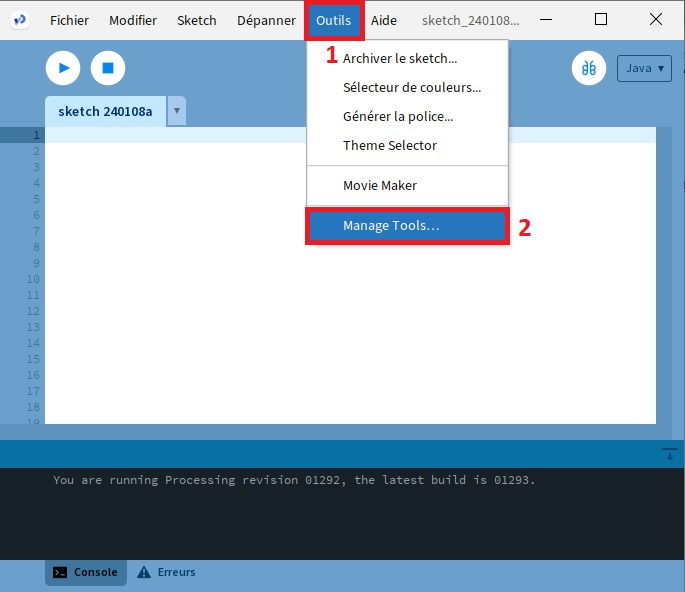 Fichier Modifier Sketch Dépanner Outils Aide sketch_240108...
1
Archiver le sketch...
Java ▾
Sélecteur de couleurs...
sketch 240108a ▾
Générer la police...
Theme Selector
Movie Maker
Manage Tools...
2
1
2
3
4
5
6
7
8
9
10
11
12
13
14
15
16
17
18
19
You are running Processing revision 01292, the latest build is 01293.
Console Erreurs